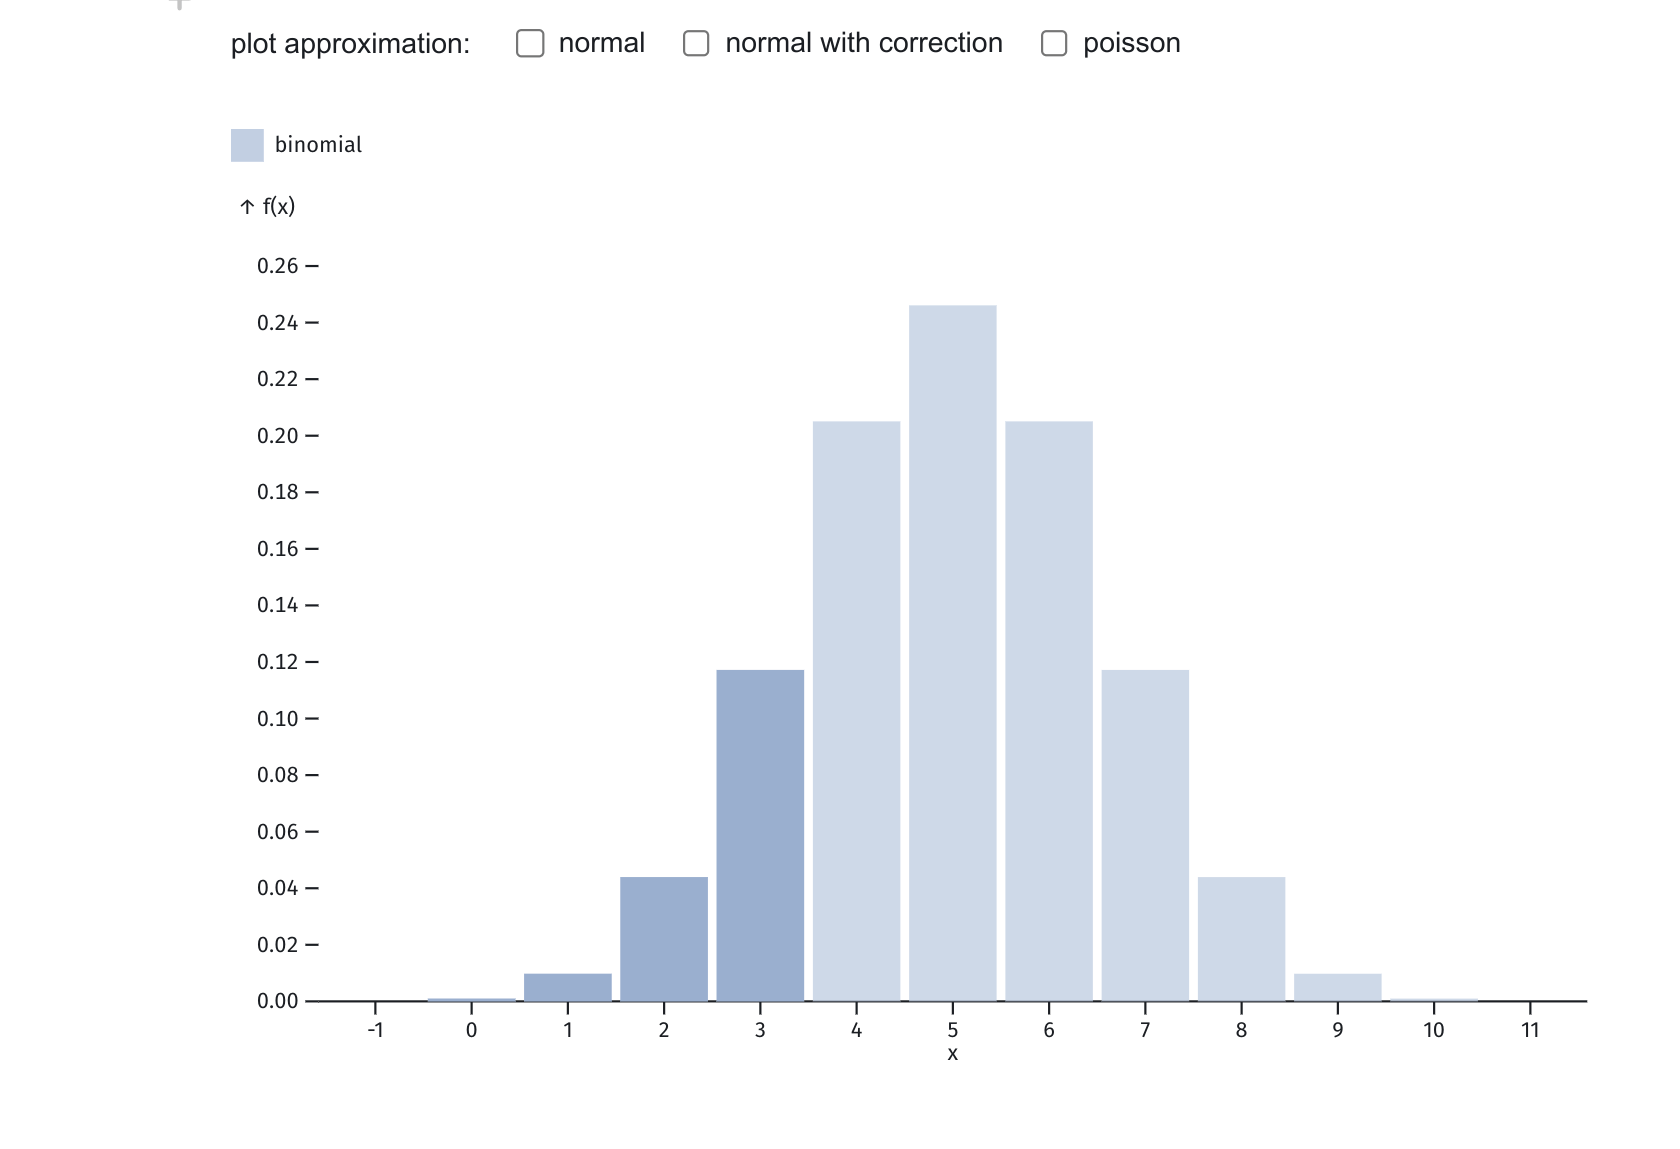 plot approximation: normal normal with correction poisson
binomial
↑ f(x)
0.26
0.24
0.22
0.20
0.18
0.16
0.14
0.12
0.10
0.08
0.06
0.04
0.02
0.00
-1 0 1 2 3 4 5 6 7 8 9 10 11
x